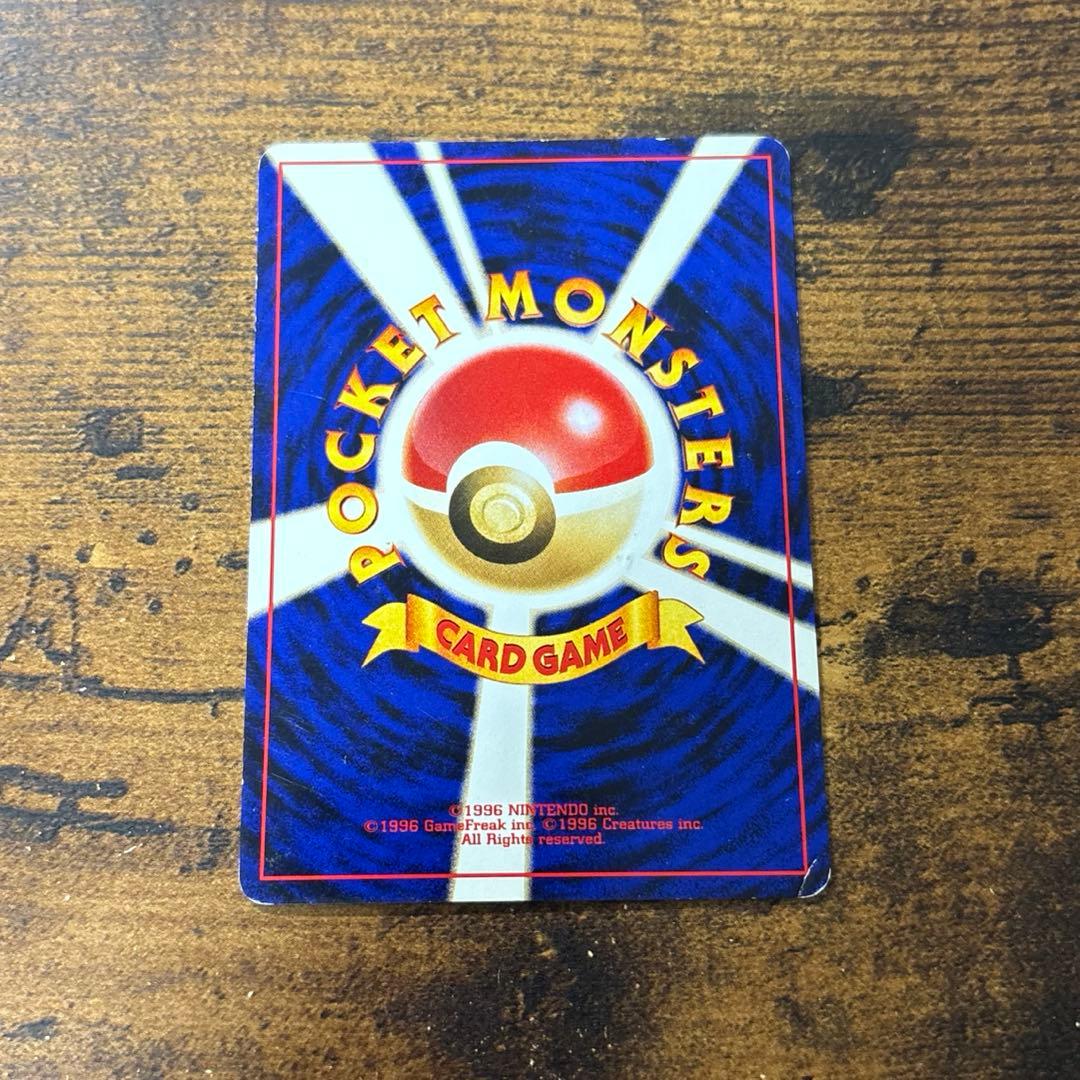 POCKET MONSTERS
CARD GAME
©1996 NINTENDO inc.
©1996 GameFreak inc. ©1996 Creatures inc.
All Rights reserved.